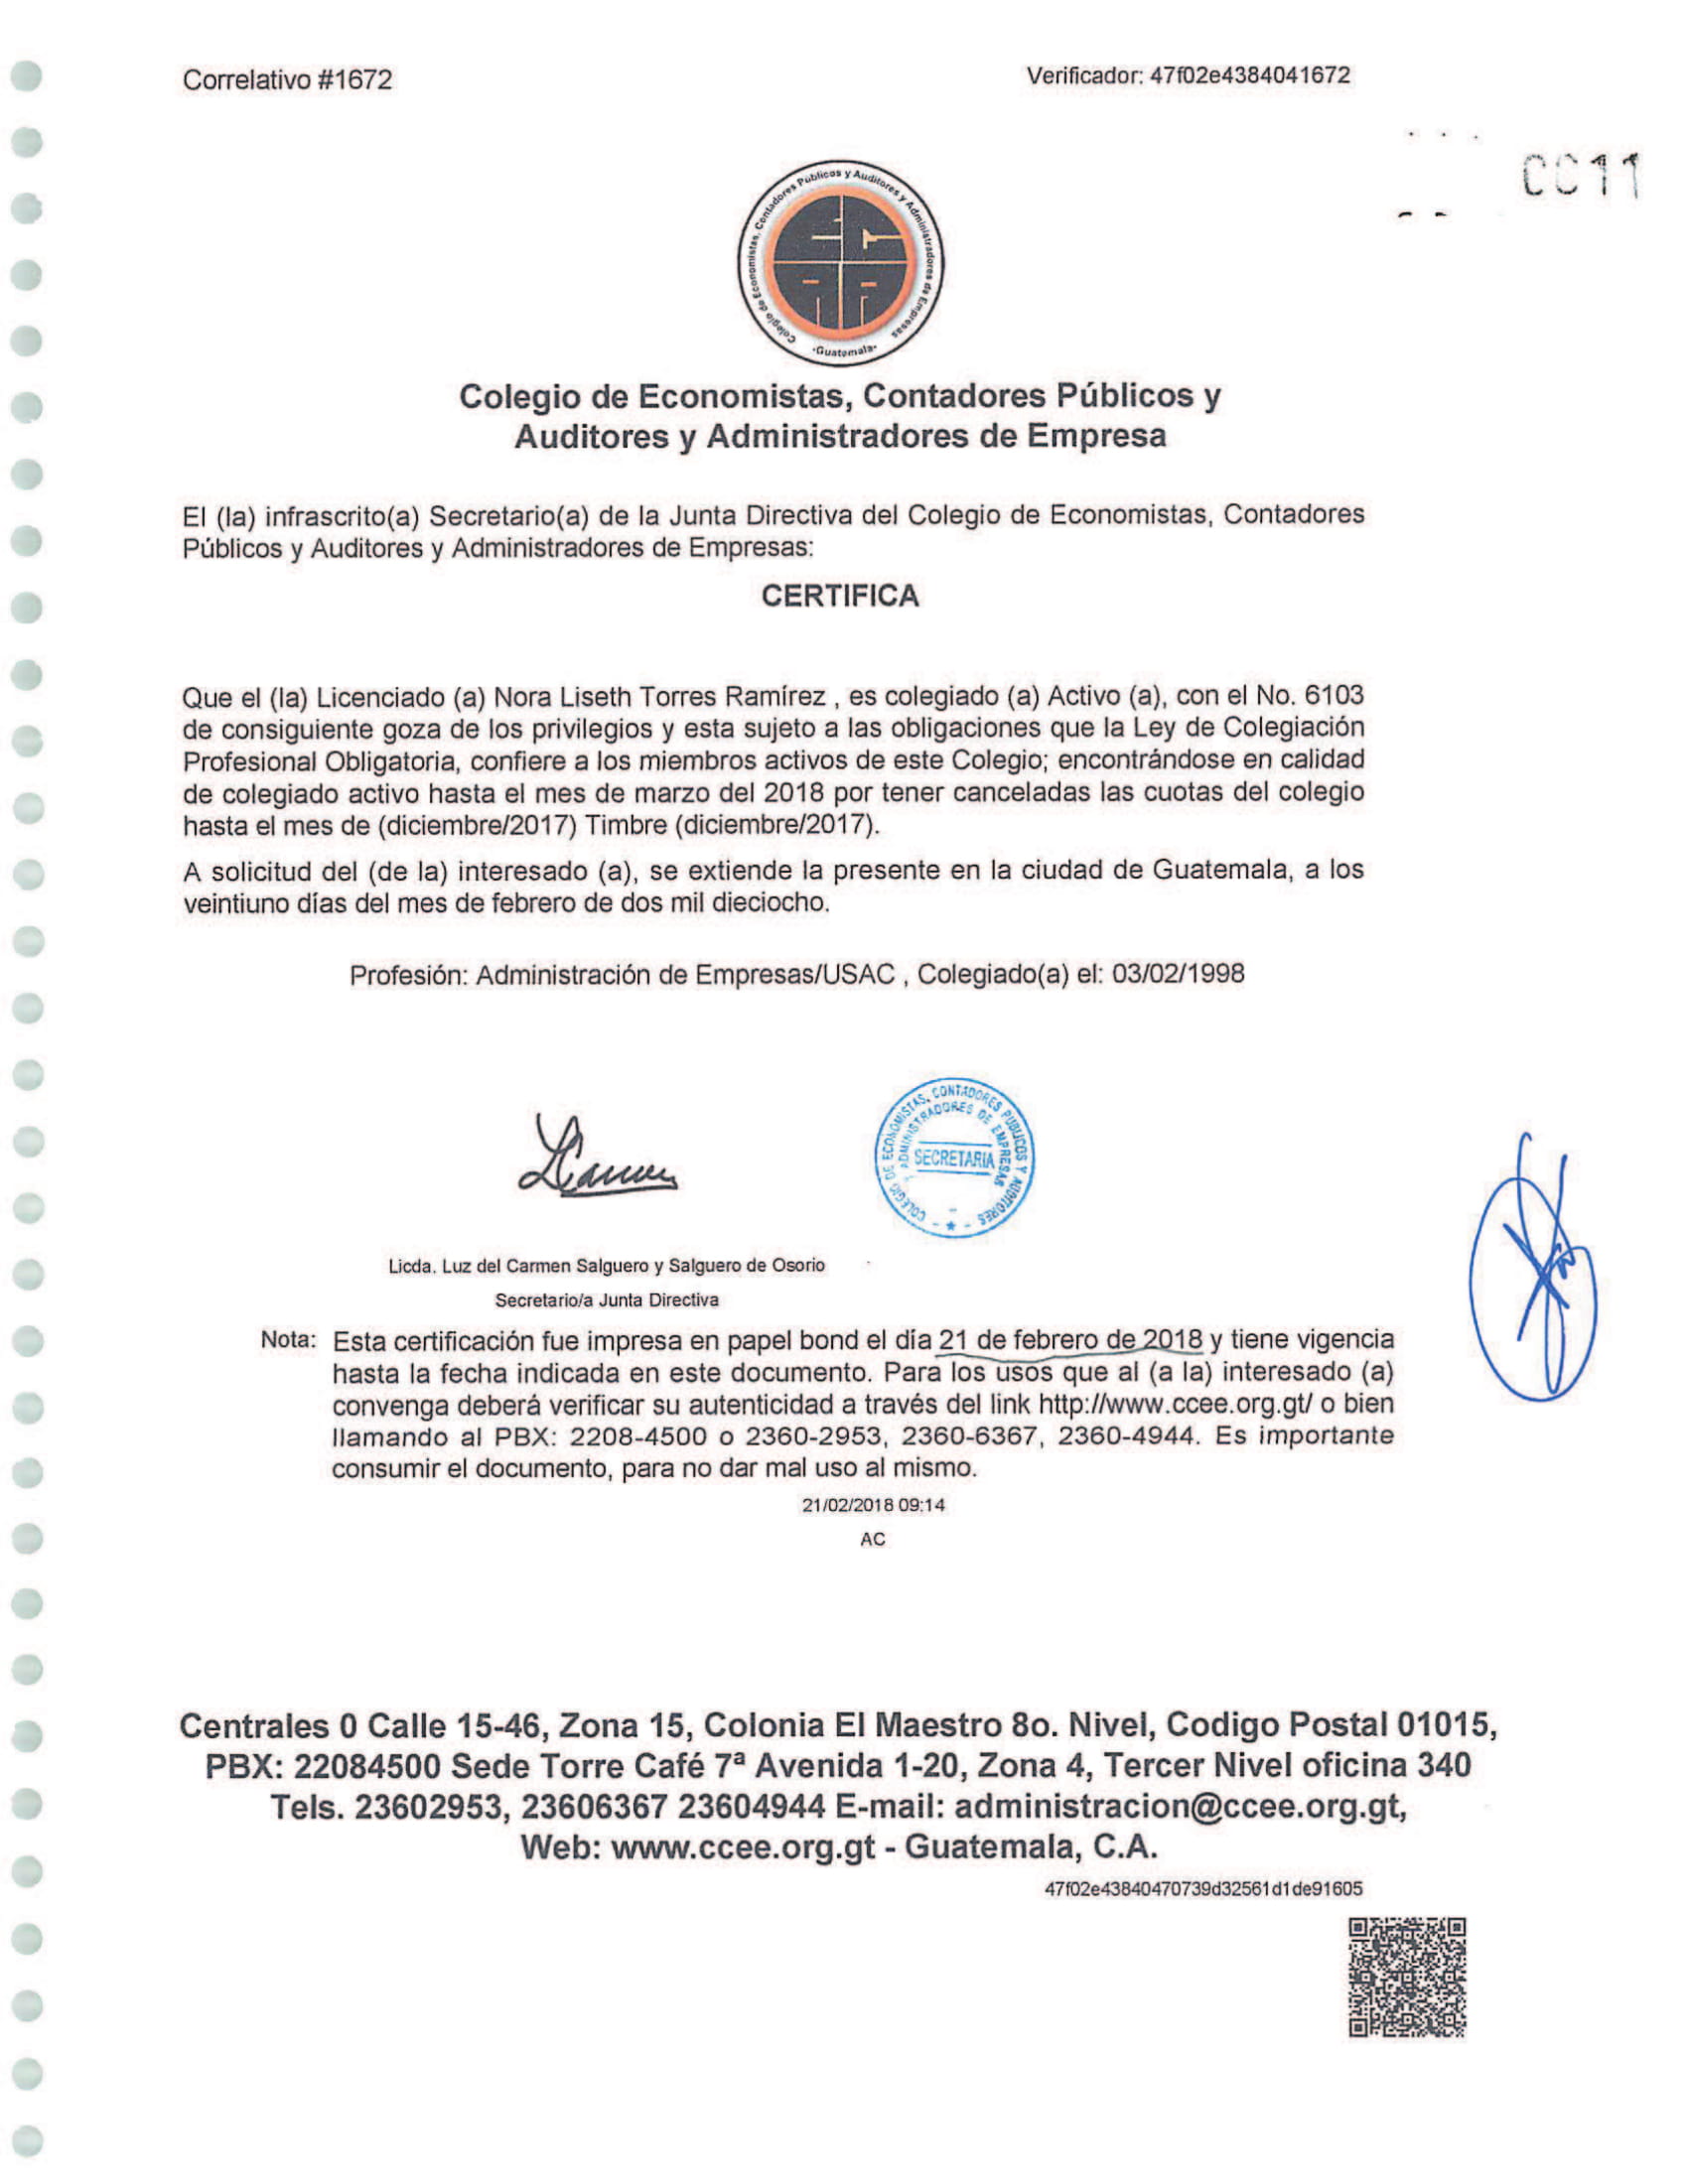 Correlativo #1672
Verificador: 47f02e4384041672
CC11
Colegio de Economistas, Contadores Públicos y Auditores y Administradores de Empresas
-Guatemala-
Colegio de Economistas, Contadores Públicos y
Auditores y Administradores de Empresa
El (la) infrascrito(a) Secretario(a) de la Junta Directiva del Colegio de Economistas, Contadores
Públicos y Auditores y Administradores de Empresas:
CERTIFICA
Que el (la) Licenciado (a) Nora Liseth Torres Ramírez , es colegiado (a) Activo (a), con el No. 6103
de consiguiente goza de los privilegios y esta sujeto a las obligaciones que la Ley de Colegiación
Profesional Obligatoria, confiere a los miembros activos de este Colegio; encontrándose en calidad
de colegiado activo hasta el mes de marzo del 2018 por tener canceladas las cuotas del colegio
hasta el mes de (diciembre/2017) Timbre (diciembre/2017).
A solicitud del (de la) interesado (a), se extiende la presente en la ciudad de Guatemala, a los
veintiuno días del mes de febrero de dos mil dieciocho.
Profesión: Administración de Empresas/USAC , Colegiado(a) el: 03/02/1998
COLEGIO DE ECONOMISTAS, CONTADORES PUBLICOS Y AUDITORES
Y ADMINISTRADORES DE EMPRESAS
SECRETARIA
Licda. Luz del Carmen Salguero y Salguero de Osorio
Secretario/a Junta Directiva
Nota: Esta certificación fue impresa en papel bond el día 21 de febrero de 2018 y tiene vigencia
hasta la fecha indicada en este documento. Para los usos que al (a la) interesado (a)
convenga deberá verificar su autenticidad a través del link http://www.ccee.org.gt/ o bien
llamando al PBX: 2208-4500 o 2360-2953, 2360-6367, 2360-4944. Es importante
consumir el documento, para no dar mal uso al mismo.
21/02/2018 09:14
AC
Centrales 0 Calle 15-46, Zona 15, Colonia El Maestro 8o. Nivel, Codigo Postal 01015,
PBX: 22084500 Sede Torre Café 7ª Avenida 1-20, Zona 4, Tercer Nivel oficina 340
Tels. 23602953, 23606367 23604944 E-mail: administracion@ccee.org.gt,
Web: www.ccee.org.gt - Guatemala, C.A.
47f02e43840470739d32561d1de91605